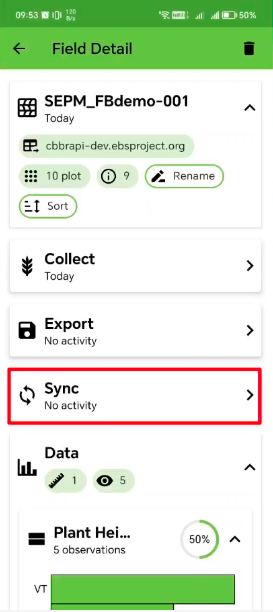 09:53 120 B/s 50%
Field Detail
SEPM_FBdemo-001
Today
cbbrapi-dev.ebsproject.org
10 plot 9 Rename
Sort
Collect
Today
Export
No activity
Sync
No activity
Data
1 5
Plant Hei...
5 observations
50%
VT